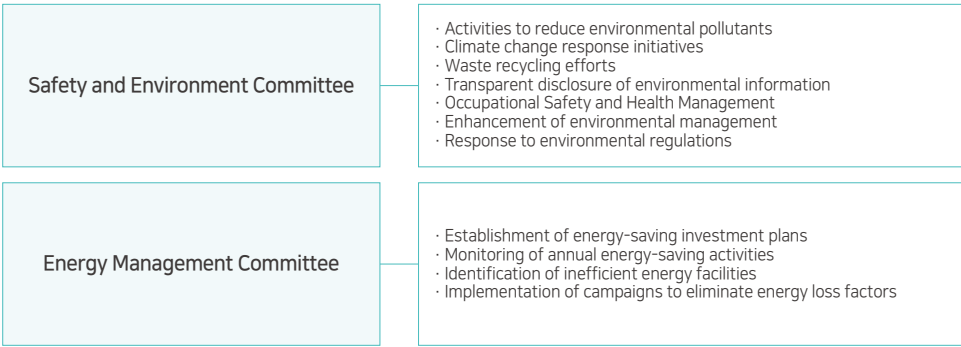 Safety and Environment Committee
· Activities to reduce environmental pollutants
· Climate change response initiatives
· Waste recycling efforts
· Transparent disclosure of environmental information
· Occupational Safety and Health Management
· Enhancement of environmental management
· Response to environmental regulations
Energy Management Committee
· Establishment of energy-saving investment plans
· Monitoring of annual energy-saving activities
· Identification of inefficient energy facilities
· Implementation of campaigns to eliminate energy loss factors